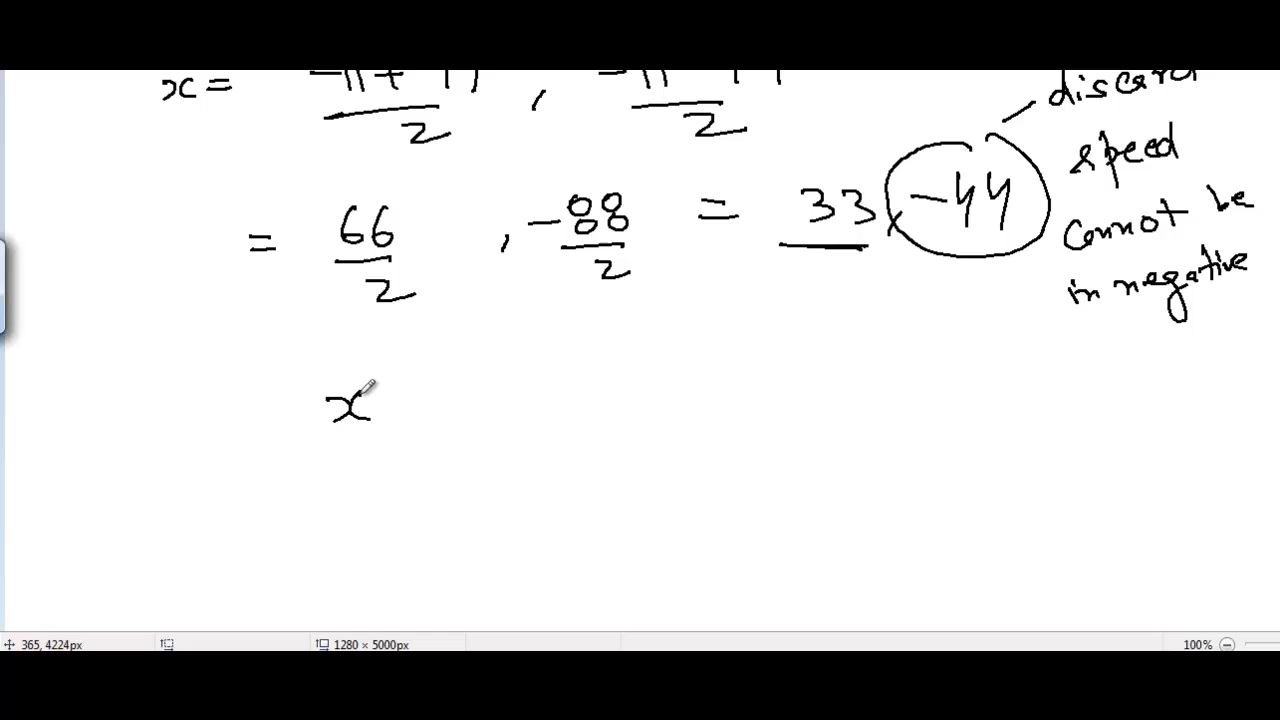 x =
2 , 2
discard
= 66/2 , -88/2 = 33, -44
speed
cannot be
in negative
x
365, 4224px 1280 × 5000px 100%